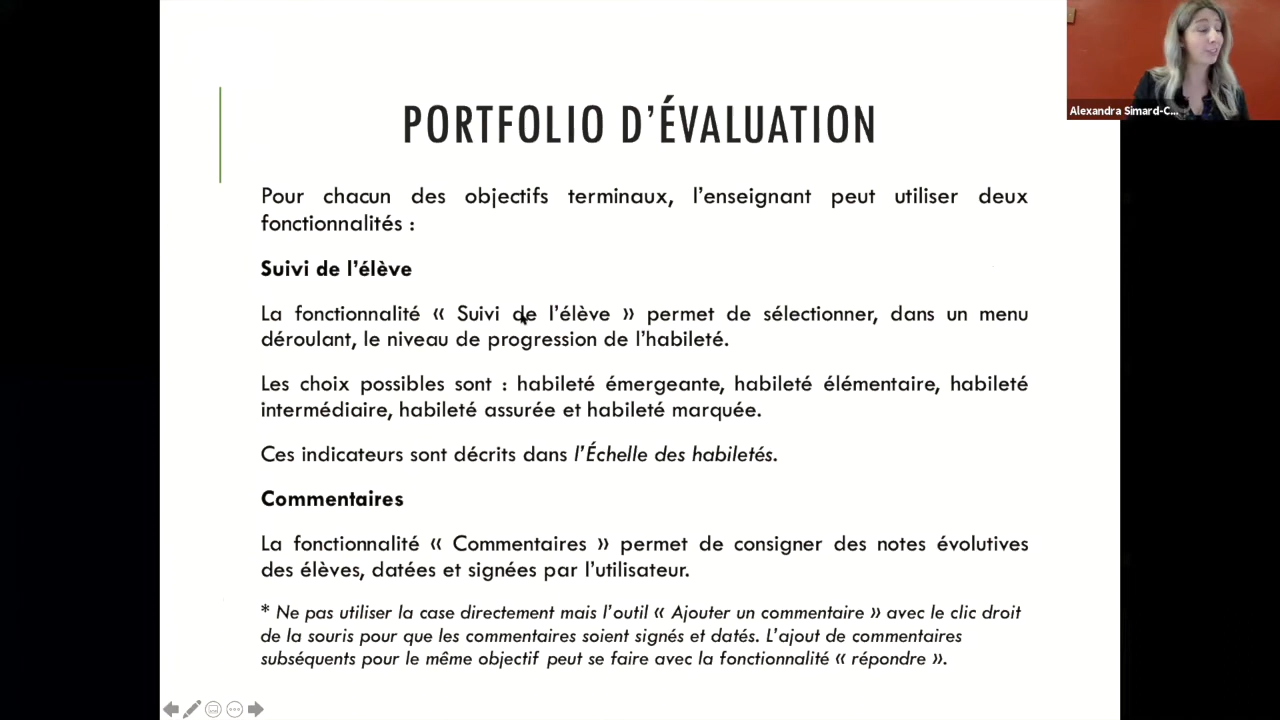 PORTFOLIO D’ÉVALUATION
Alexandra Simard-C...
Pour chacun des objectifs terminaux, l’enseignant peut utiliser deux
fonctionnalités :
Suivi de l’élève
La fonctionnalité « Suivi de l’élève » permet de sélectionner, dans un menu
déroulant, le niveau de progression de l’habileté.
Les choix possibles sont : habileté émergeante, habileté élémentaire, habileté
intermédiaire, habileté assurée et habileté marquée.
Ces indicateurs sont décrits dans l’Échelle des habiletés.
Commentaires
La fonctionnalité « Commentaires » permet de consigner des notes évolutives
des élèves, datées et signées par l’utilisateur.
* Ne pas utiliser la case directement mais l’outil « Ajouter un commentaire » avec le clic droit
de la souris pour que les commentaires soient signés et datés. L’ajout de commentaires
subséquents pour le même objectif peut se faire avec la fonctionnalité « répondre ».